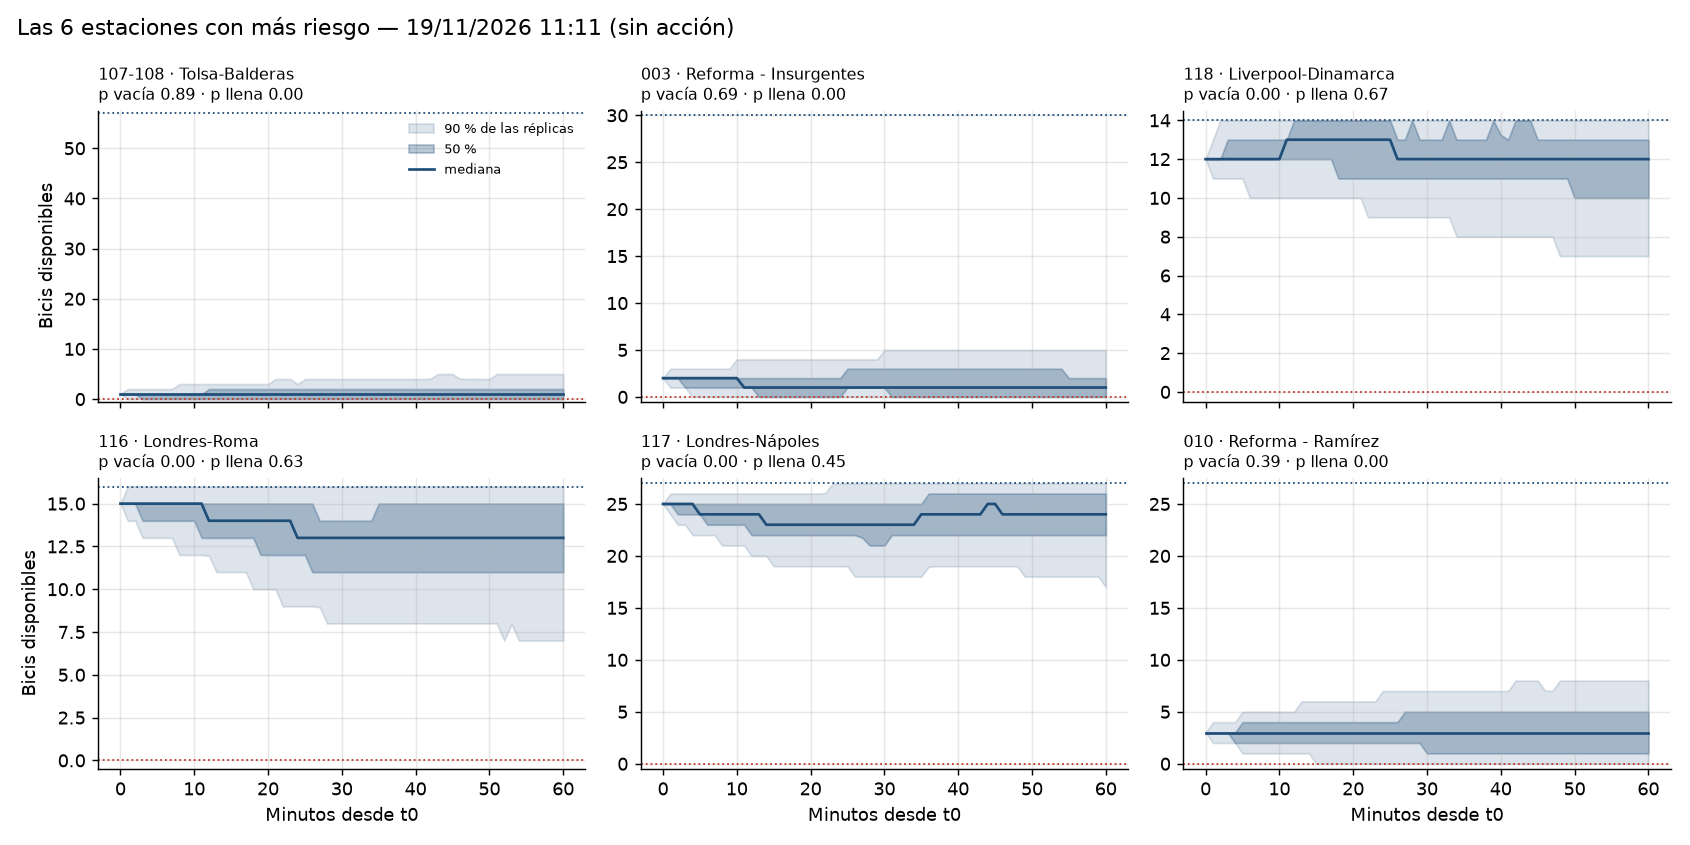 Las 6 estaciones con más riesgo — 19/11/2026 11:11 (sin acción)
107-108 · Tolsa-Balderas
p vacía 0.89 · p llena 0.00
90 % de las réplicas
50 %
mediana
50
40
30
20
10
0
Bicis disponibles
003 · Reforma - Insurgentes
p vacía 0.69 · p llena 0.00
30
25
20
15
10
5
0
118 · Liverpool-Dinamarca
p vacía 0.00 · p llena 0.67
14
12
10
8
6
4
2
0
116 · Londres-Roma
p vacía 0.00 · p llena 0.63
15.0
12.5
10.0
7.5
5.0
2.5
0.0
Bicis disponibles
0 10 20 30 40 50 60
Minutos desde t0
117 · Londres-Nápoles
p vacía 0.00 · p llena 0.45
25
20
15
10
5
0
0 10 20 30 40 50 60
Minutos desde t0
010 · Reforma - Ramírez
p vacía 0.39 · p llena 0.00
25
20
15
10
5
0
0 10 20 30 40 50 60
Minutos desde t0